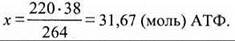 x = 220·38 / 264 = 31,67 (моль) АТФ.